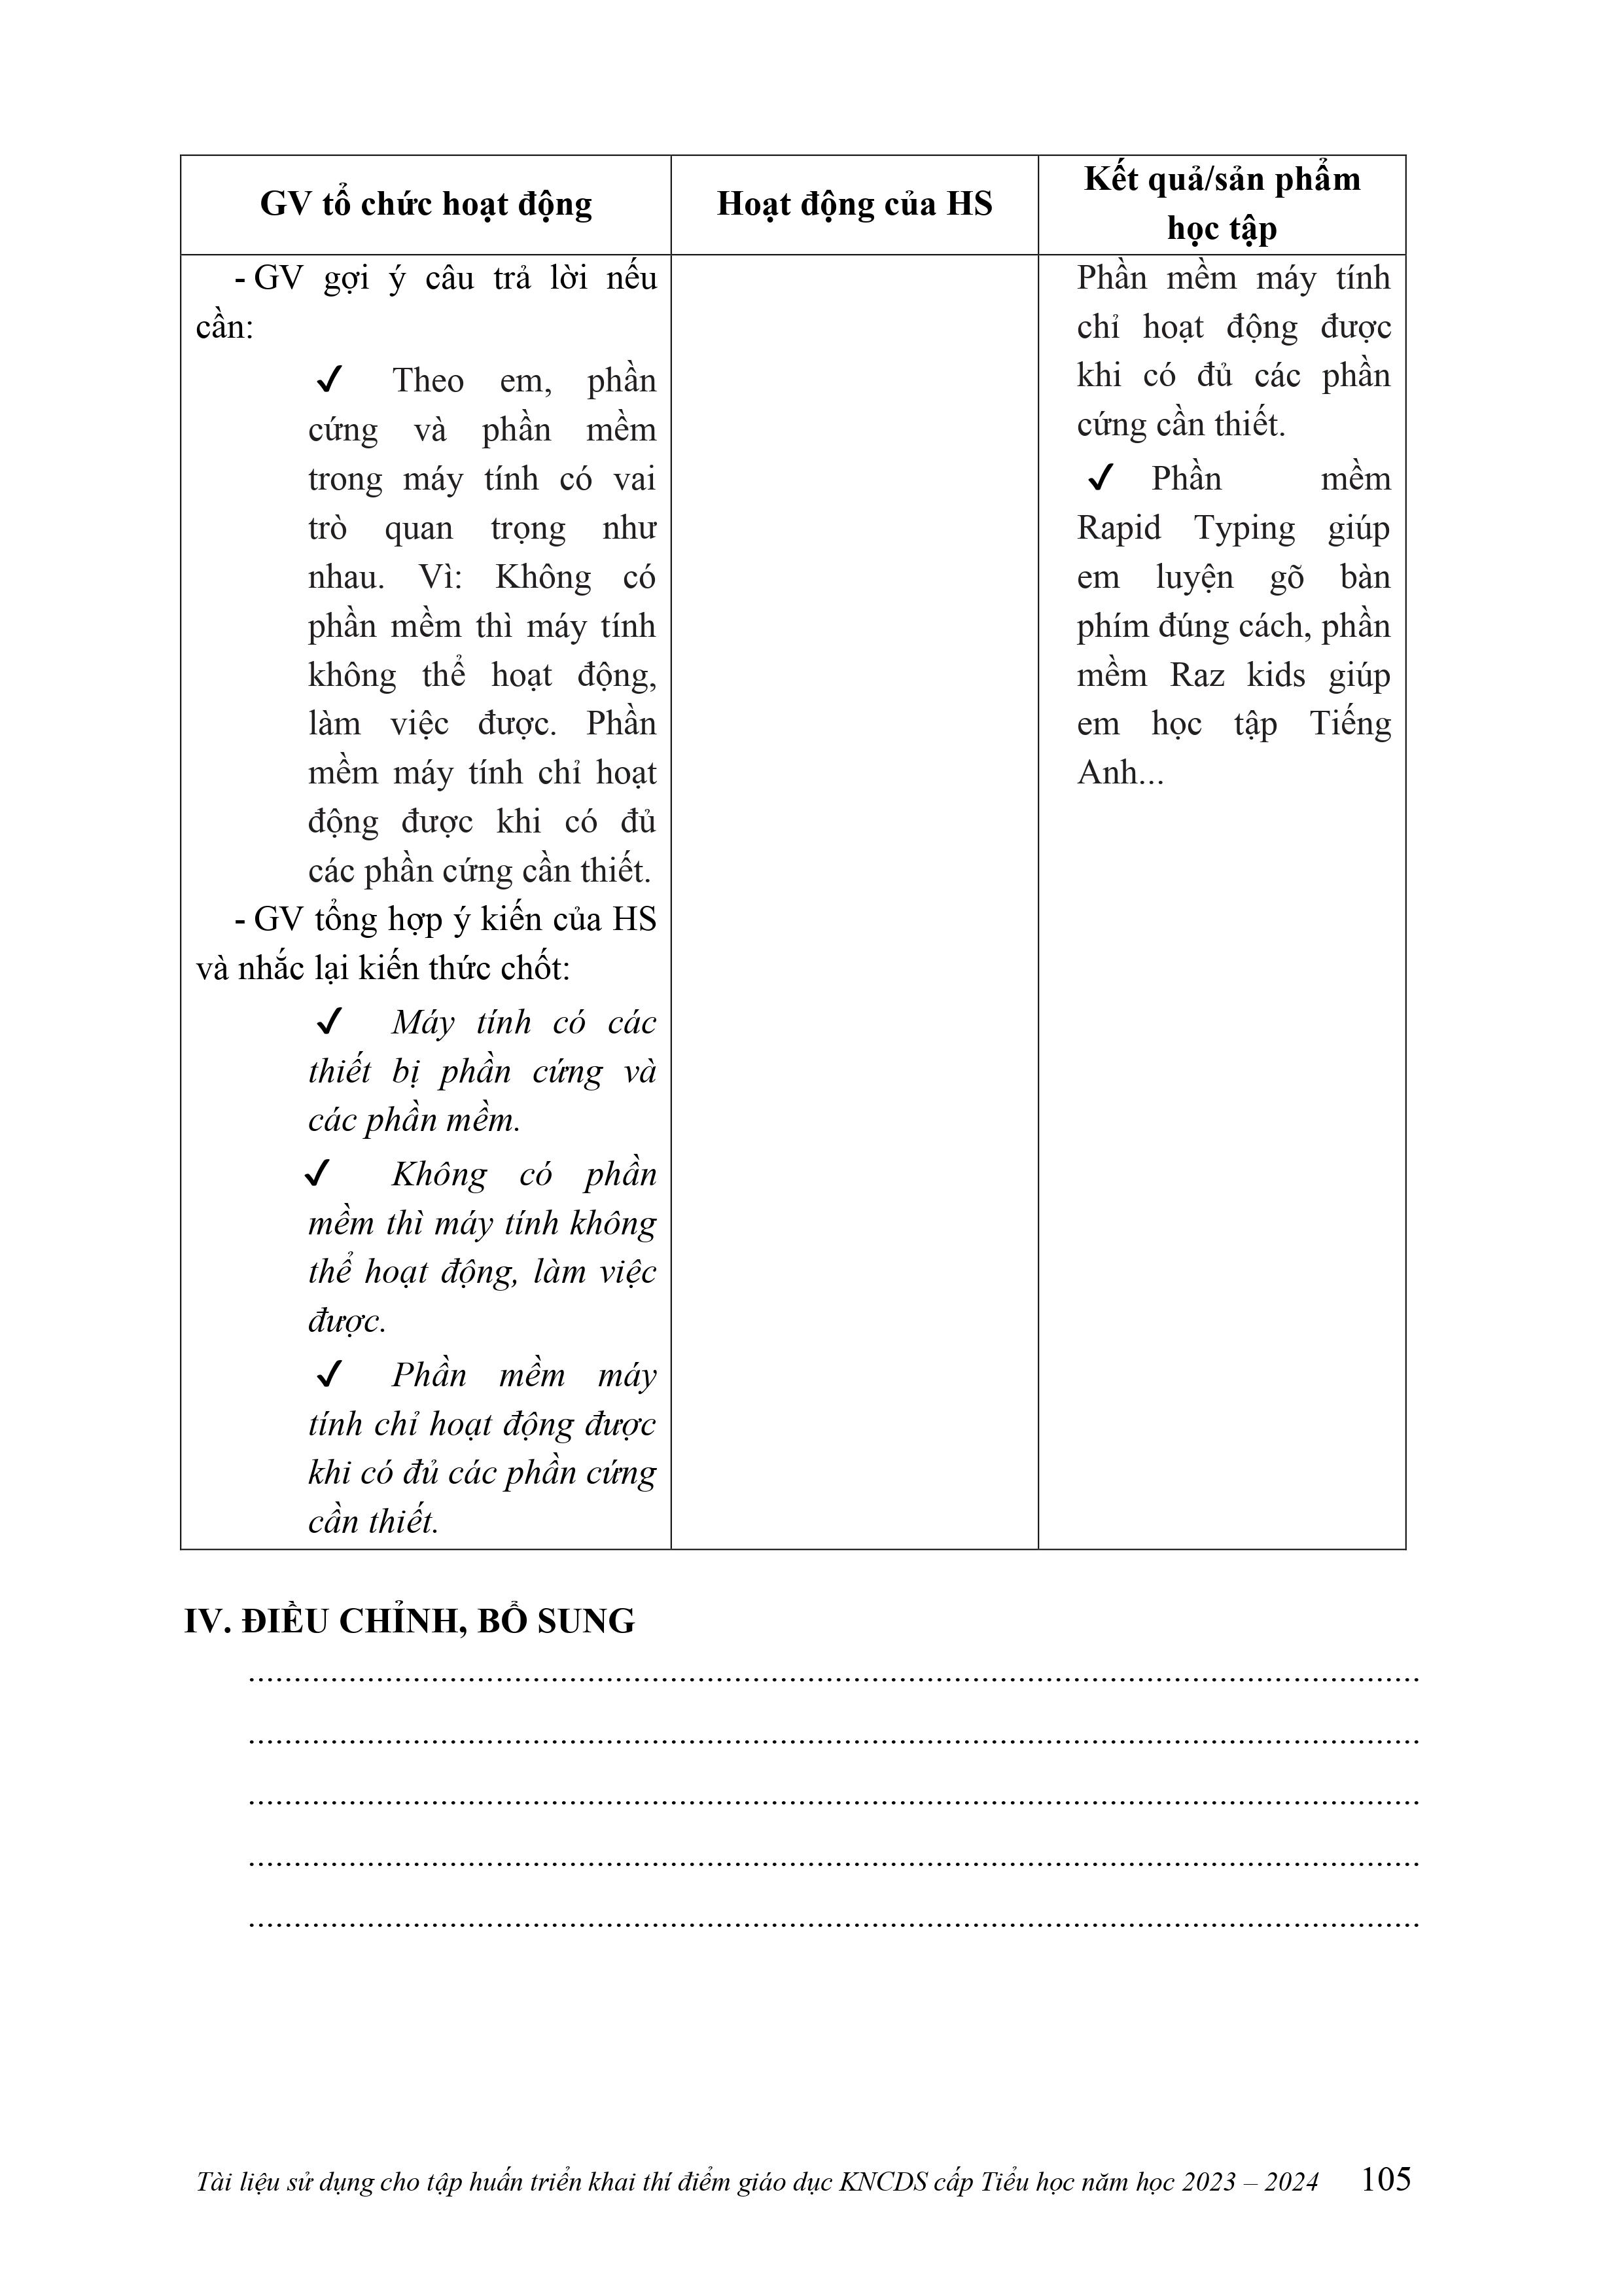 GV tổ chức hoạt động
Hoạt động của HS
Kết quả/sản phẩm
học tập
- GV gợi ý câu trả lời nếu
cần:
✔ Theo em, phần
cứng và phần mềm
trong máy tính có vai
trò quan trọng như
nhau. Vì: Không có
phần mềm thì máy tính
không thể hoạt động,
làm việc được. Phần
mềm máy tính chỉ hoạt
động được khi có đủ
các phần cứng cần thiết.
- GV tổng hợp ý kiến của HS
và nhắc lại kiến thức chốt:
✔ Máy tính có các
thiết bị phần cứng và
các phần mềm.
✔ Không có phần
mềm thì máy tính không
thể hoạt động, làm việc
được.
✔ Phần mềm máy
tính chỉ hoạt động được
khi có đủ các phần cứng
cần thiết.
Phần mềm máy tính
chỉ hoạt động được
khi có đủ các phần
cứng cần thiết.
✔ Phần mềm
Rapid Typing giúp
em luyện gõ bàn
phím đúng cách, phần
mềm Raz kids giúp
em học tập Tiếng
Anh...
IV. ĐIỀU CHỈNH, BỔ SUNG
................................................................................
................................................................................
................................................................................
................................................................................
................................................................................
Tài liệu sử dụng cho tập huấn triển khai thí điểm giáo dục KNCDS cấp Tiểu học năm học 2023 – 2024 105